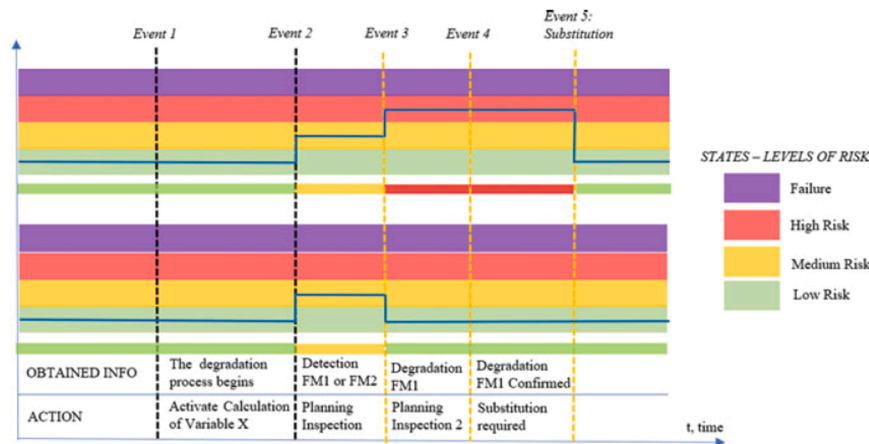 Event 1
Event 2
Event 3
Event 4
Event 5:
Substitution
STATES – LEVELS OF RISK
Failure
High Risk
Medium Risk
Low Risk
OBTAINED INFO
The degradation
process begins
Detection
FM1 or FM2
Degradation
FM1
Degradation
FM1 Confirmed
ACTION
Activate Calculation
of Variable X
Planning
Inspection
Planning
Inspection 2
Substitution
required
t, time